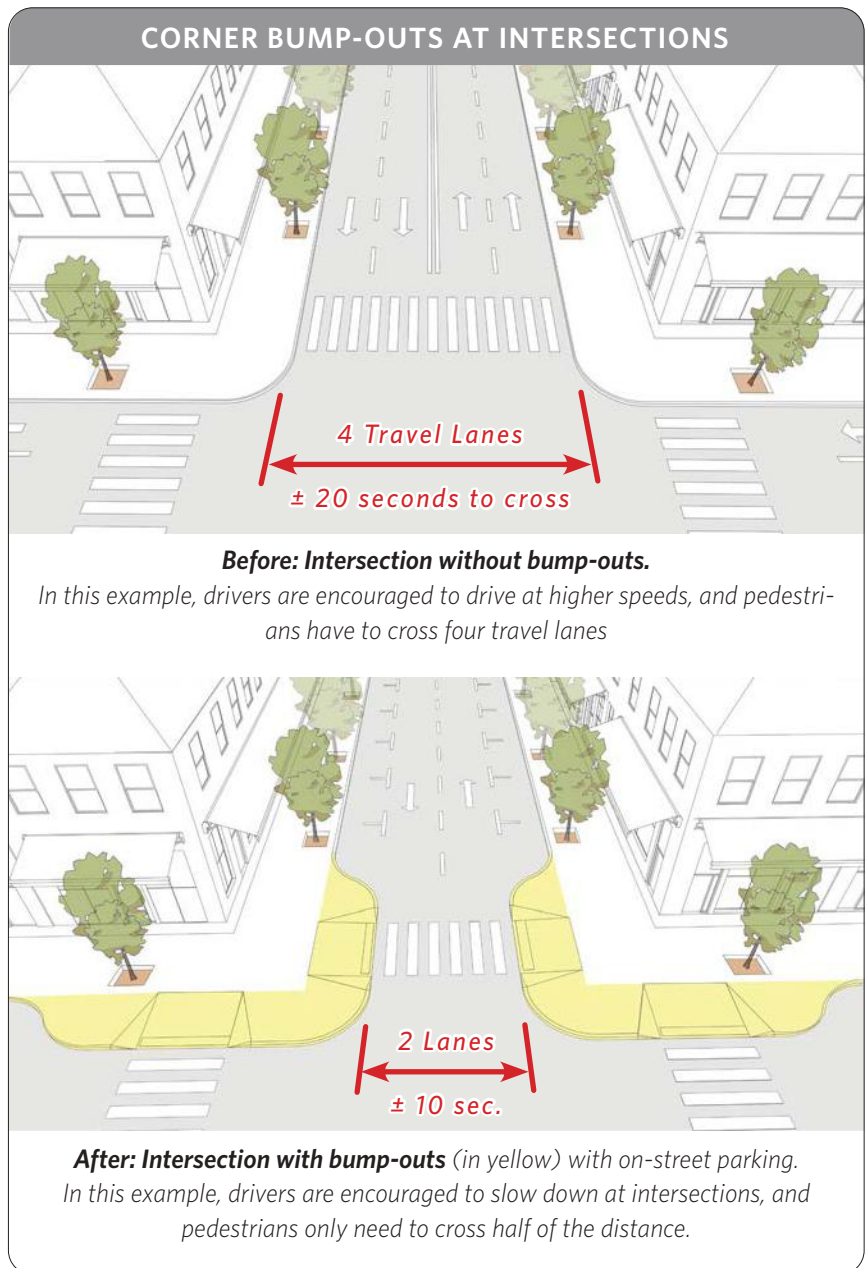 CORNER BUMP-OUTS AT INTERSECTIONS
4 Travel Lanes
± 20 seconds to cross
Before: Intersection without bump-outs.
In this example, drivers are encouraged to drive at higher speeds, and pedestri-
ans have to cross four travel lanes
2 Lanes
± 10 sec.
After: Intersection with bump-outs (in yellow) with on-street parking.
In this example, drivers are encouraged to slow down at intersections, and
pedestrians only need to cross half of the distance.